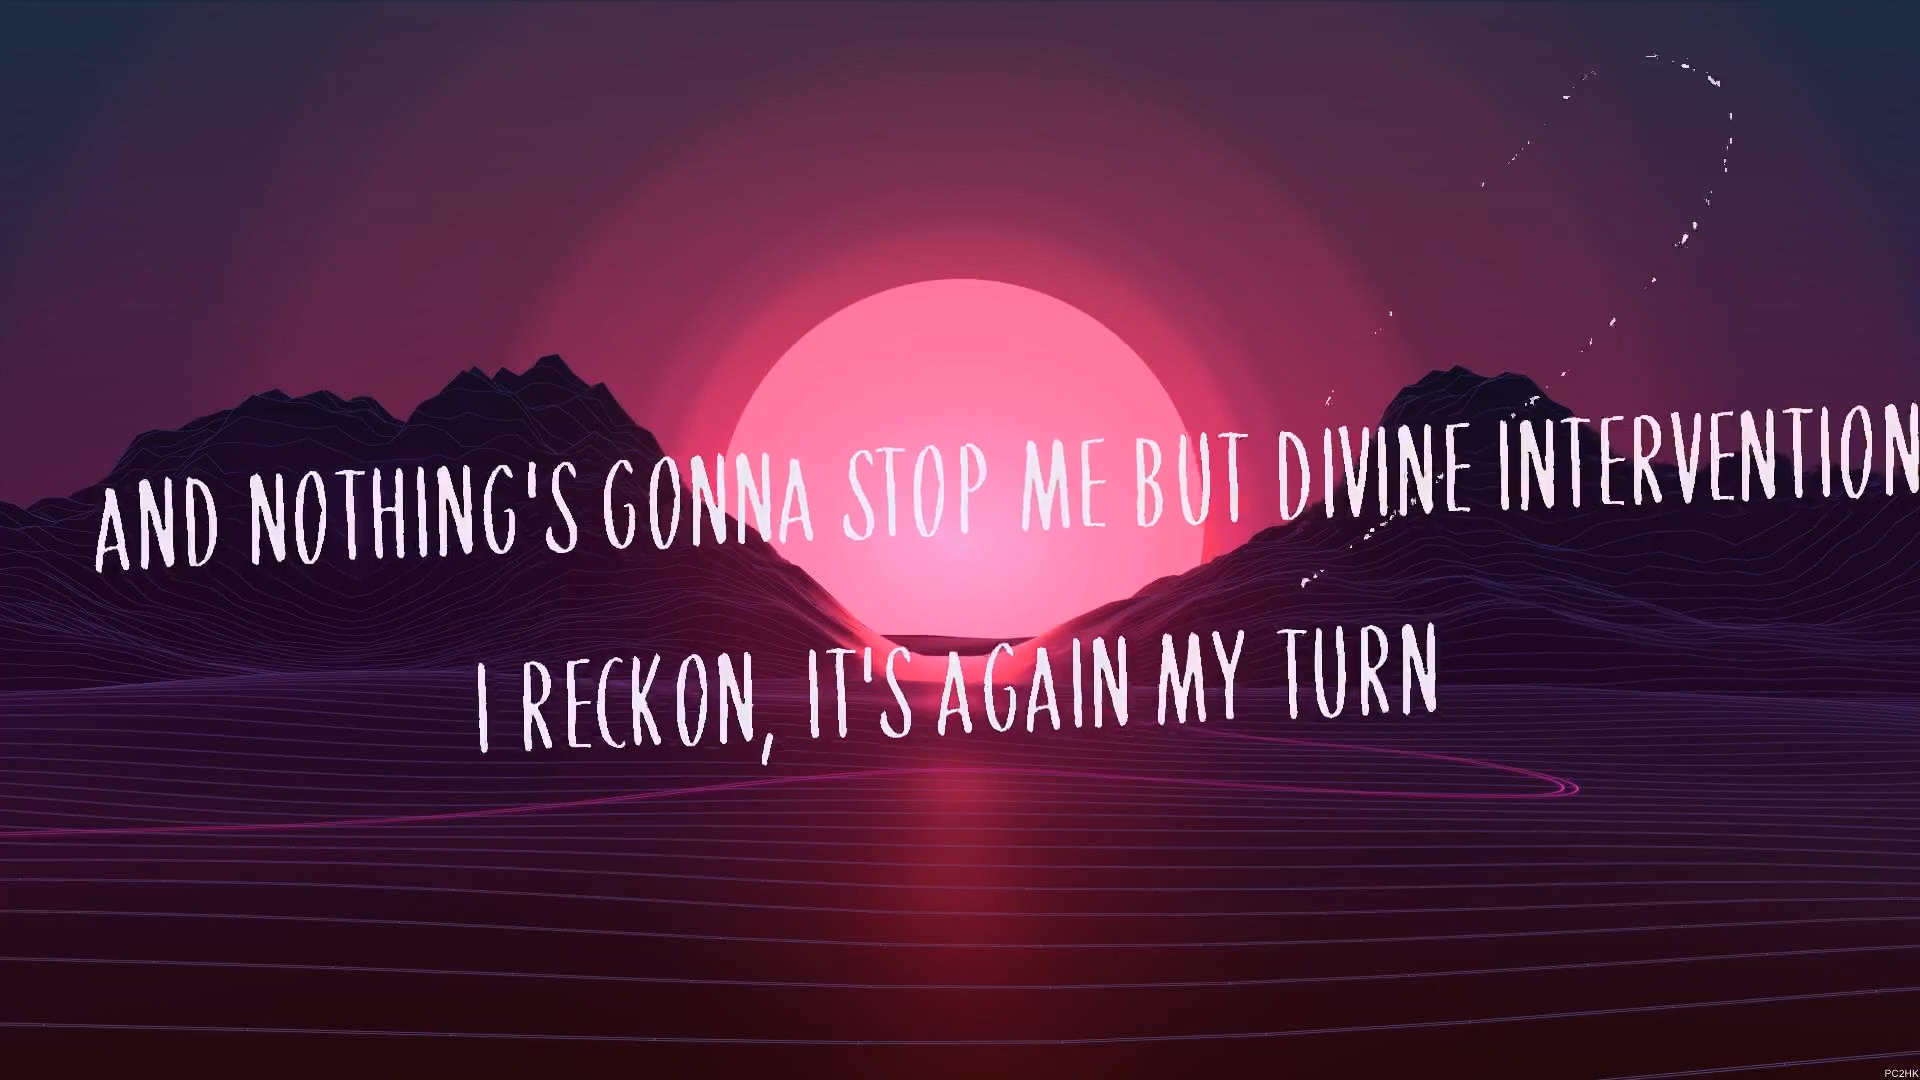 AND NOTHING'S GONNA STOP ME BUT DIVINE INTERVENTION
I RECKON, IT'S AGAIN MY TURN
PC2HK